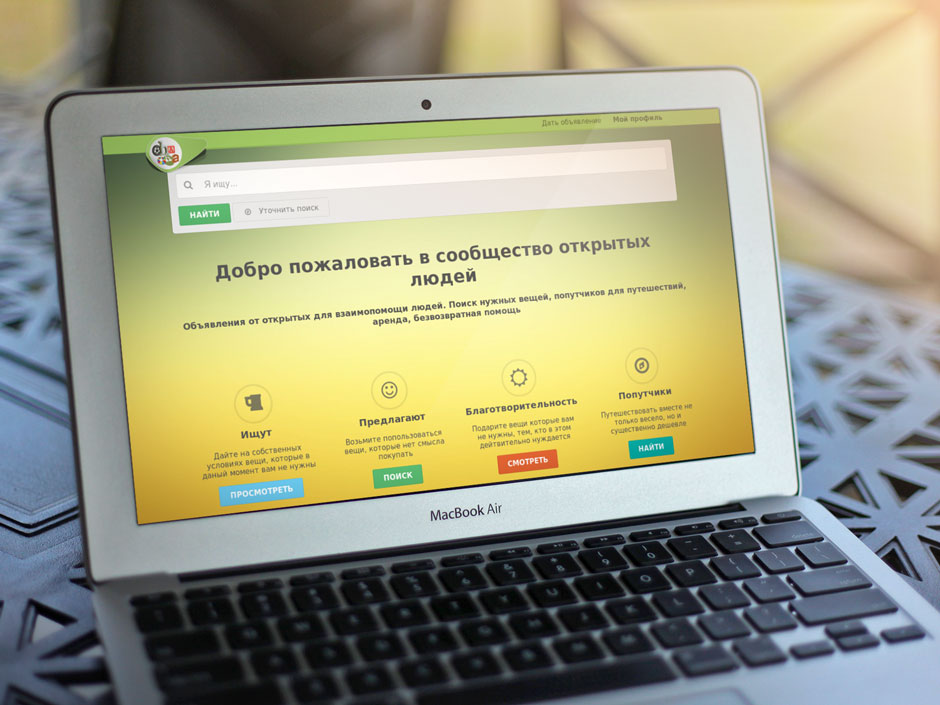 Дать объявление Мой профиль
Я ищу...
НАЙТИ Уточнить поиск
Добро пожаловать в сообщество открытых
людей
Объявления от открытых для взаимопомощи людей. Поиск нужных вещей, попутчиков для путешествий,
аренда, безвозвратная помощь
Ищут
Дайте на собственных
условиях вещи, которые в
даный момент вам не нужны
ПРОСМОТРЕТЬ
Предлагают
Возьмите попользоваться
вещи, которые нет смысла
покупать
ПОИСК
Благотворительность
Подарите вещи которые вам
не нужны, тем, кто в этом
дейтвительно нуждается
СМОТРЕТЬ
Попутчики
Путешествовать вместе не
только весело, но и
существенно дешевле
НАЙТИ
MacBook Air